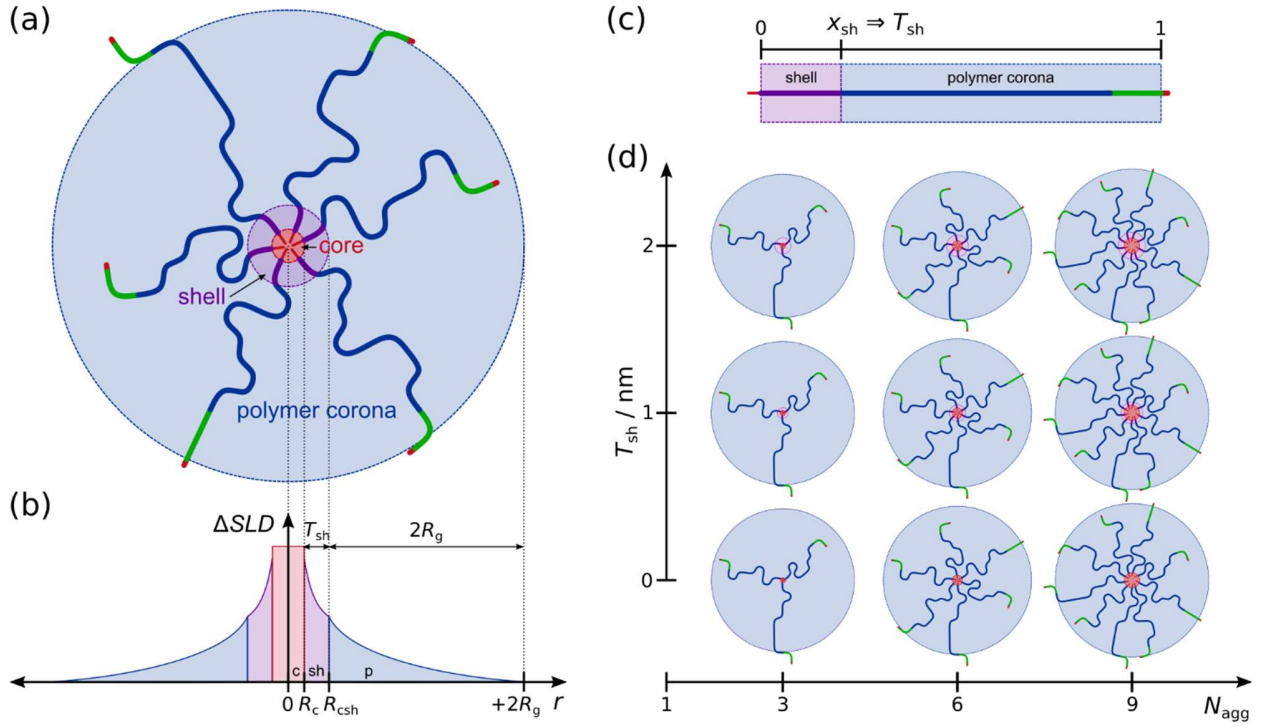 (a)
core
shell
polymer corona
(b)
ΔSLD
T_sh
2R_g
c
sh
p
0
R_c
R_csh
+2R_g
r
(c)
0
x_sh ⇒ T_sh
1
shell
polymer corona
(d)
T_sh / nm
2
1
0
1
3
6
9
N_agg